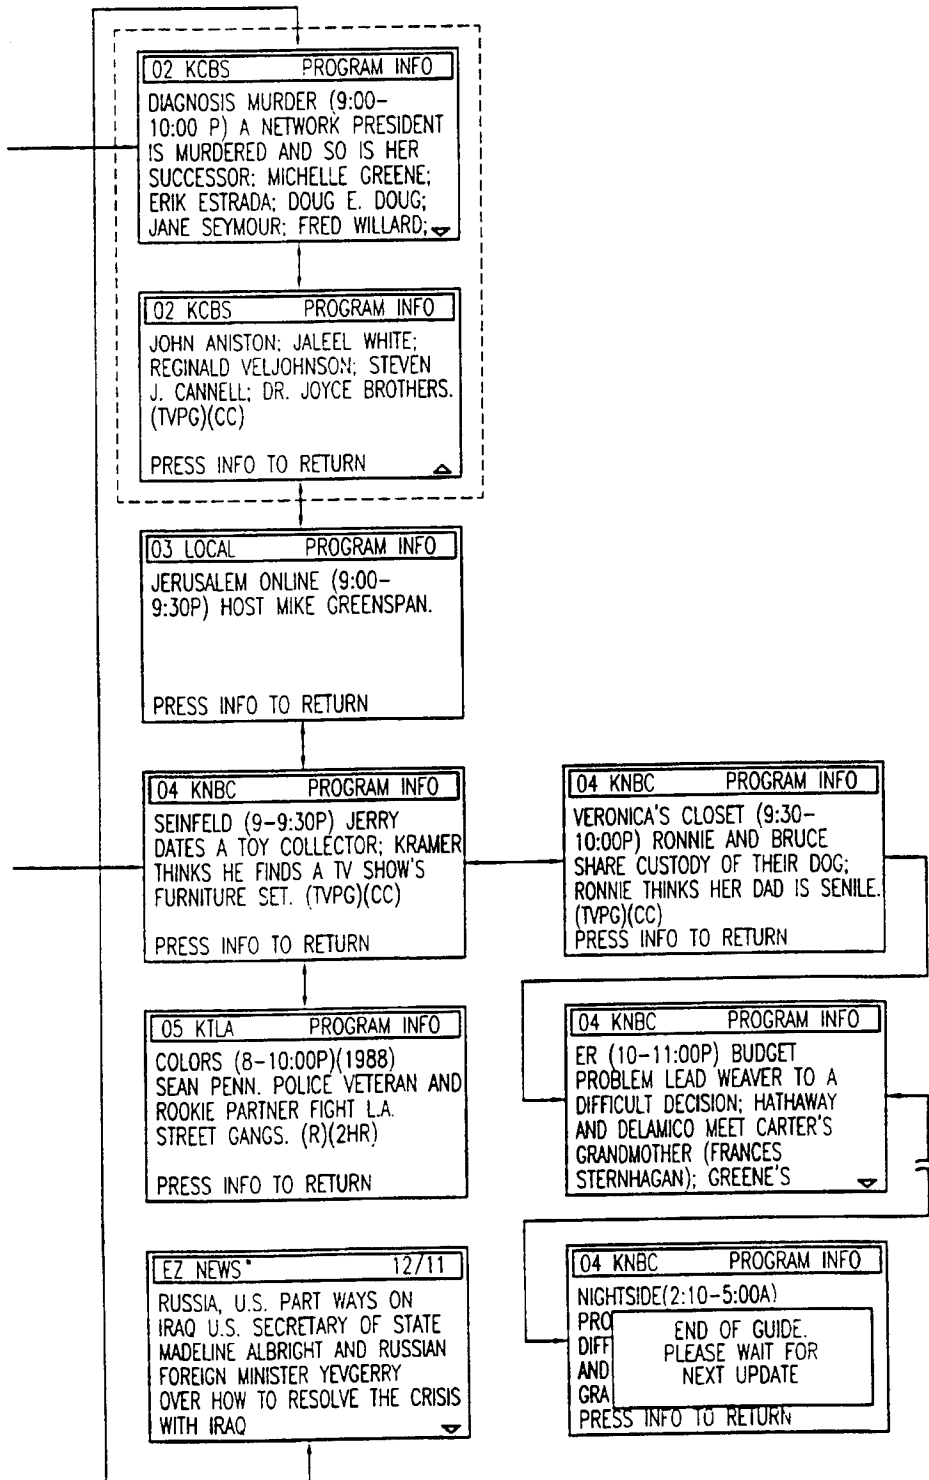 02 KCBS PROGRAM INFO
DIAGNOSIS MURDER (9:00-
10:00 P) A NETWORK PRESIDENT
IS MURDERED AND SO IS HER
SUCCESSOR: MICHELLE GREENE;
ERIK ESTRADA; DOUG E. DOUG;
JANE SEYMOUR; FRED WILLARD;
02 KCBS PROGRAM INFO
JOHN ANISTON; JALEEL WHITE;
REGINALD VELJOHNSON; STEVEN
J. CANNELL; DR. JOYCE BROTHERS.
(TVPG)(CC)
PRESS INFO TO RETURN
03 LOCAL PROGRAM INFO
JERUSALEM ONLINE (9:00-
9:30P) HOST MIKE GREENSPAN.
PRESS INFO TO RETURN
04 KNBC PROGRAM INFO
SEINFELD (9-9:30P) JERRY
DATES A TOY COLLECTOR; KRAMER
THINKS HE FINDS A TV SHOW'S
FURNITURE SET. (TVPG)(CC)
PRESS INFO TO RETURN
04 KNBC PROGRAM INFO
VERONICA'S CLOSET (9:30-
10:00P) RONNIE AND BRUCE
SHARE CUSTODY OF THEIR DOG;
RONNIE THINKS HER DAD IS SENILE.
(TVPG)(CC)
PRESS INFO TO RETURN
05 KTLA PROGRAM INFO
COLORS (8-10:00P)(1988)
SEAN PENN. POLICE VETERAN AND
ROOKIE PARTNER FIGHT L.A.
STREET GANGS. (R)(2HR)
PRESS INFO TO RETURN
04 KNBC PROGRAM INFO
ER (10-11:00P) BUDGET
PROBLEM LEAD WEAVER TO A
DIFFICULT DECISION; HATHAWAY
AND DELAMICO MEET CARTER'S
GRANDMOTHER (FRANCES
STERNHAGAN); GREENE'S
EZ NEWS 12/11
RUSSIA, U.S. PART WAYS ON
IRAQ U.S. SECRETARY OF STATE
MADELINE ALBRIGHT AND RUSSIAN
FOREIGN MINISTER YEVGERRY
OVER HOW TO RESOLVE THE CRISIS
WITH IRAQ
04 KNBC PROGRAM INFO
NIGHTSIDE(2:10-5:00A)
PRO
DIFF
AND
GRA
END OF GUIDE.
PLEASE WAIT FOR
NEXT UPDATE
PRESS INFO TO RETURN